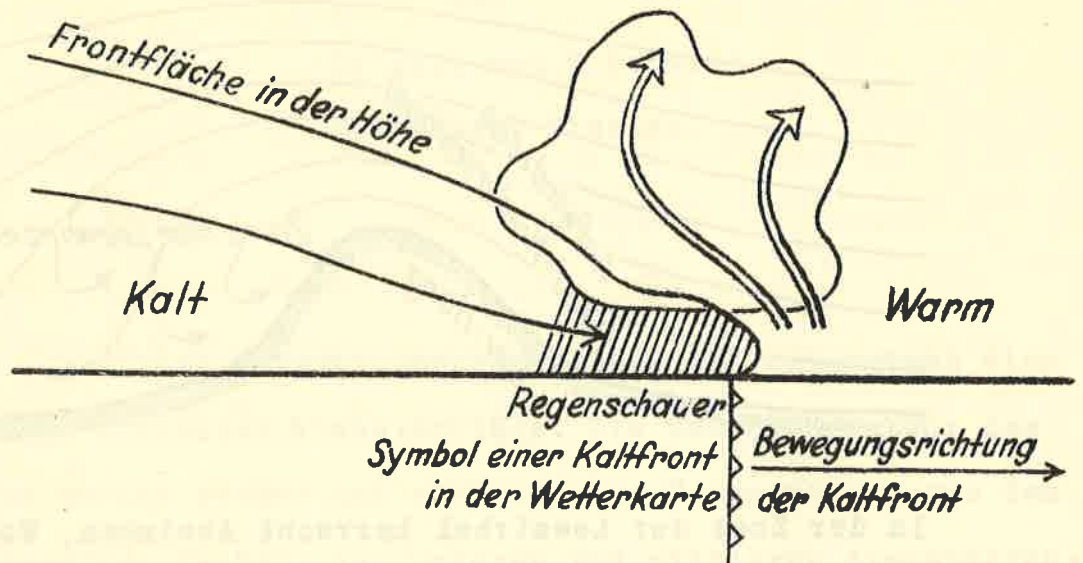 Frontfläche in der Höhe
Kalt
Warm
Regenschauer
Symbol einer Kaltfront
in der Wetterkarte
Bewegungsrichtung
der Kaltfront